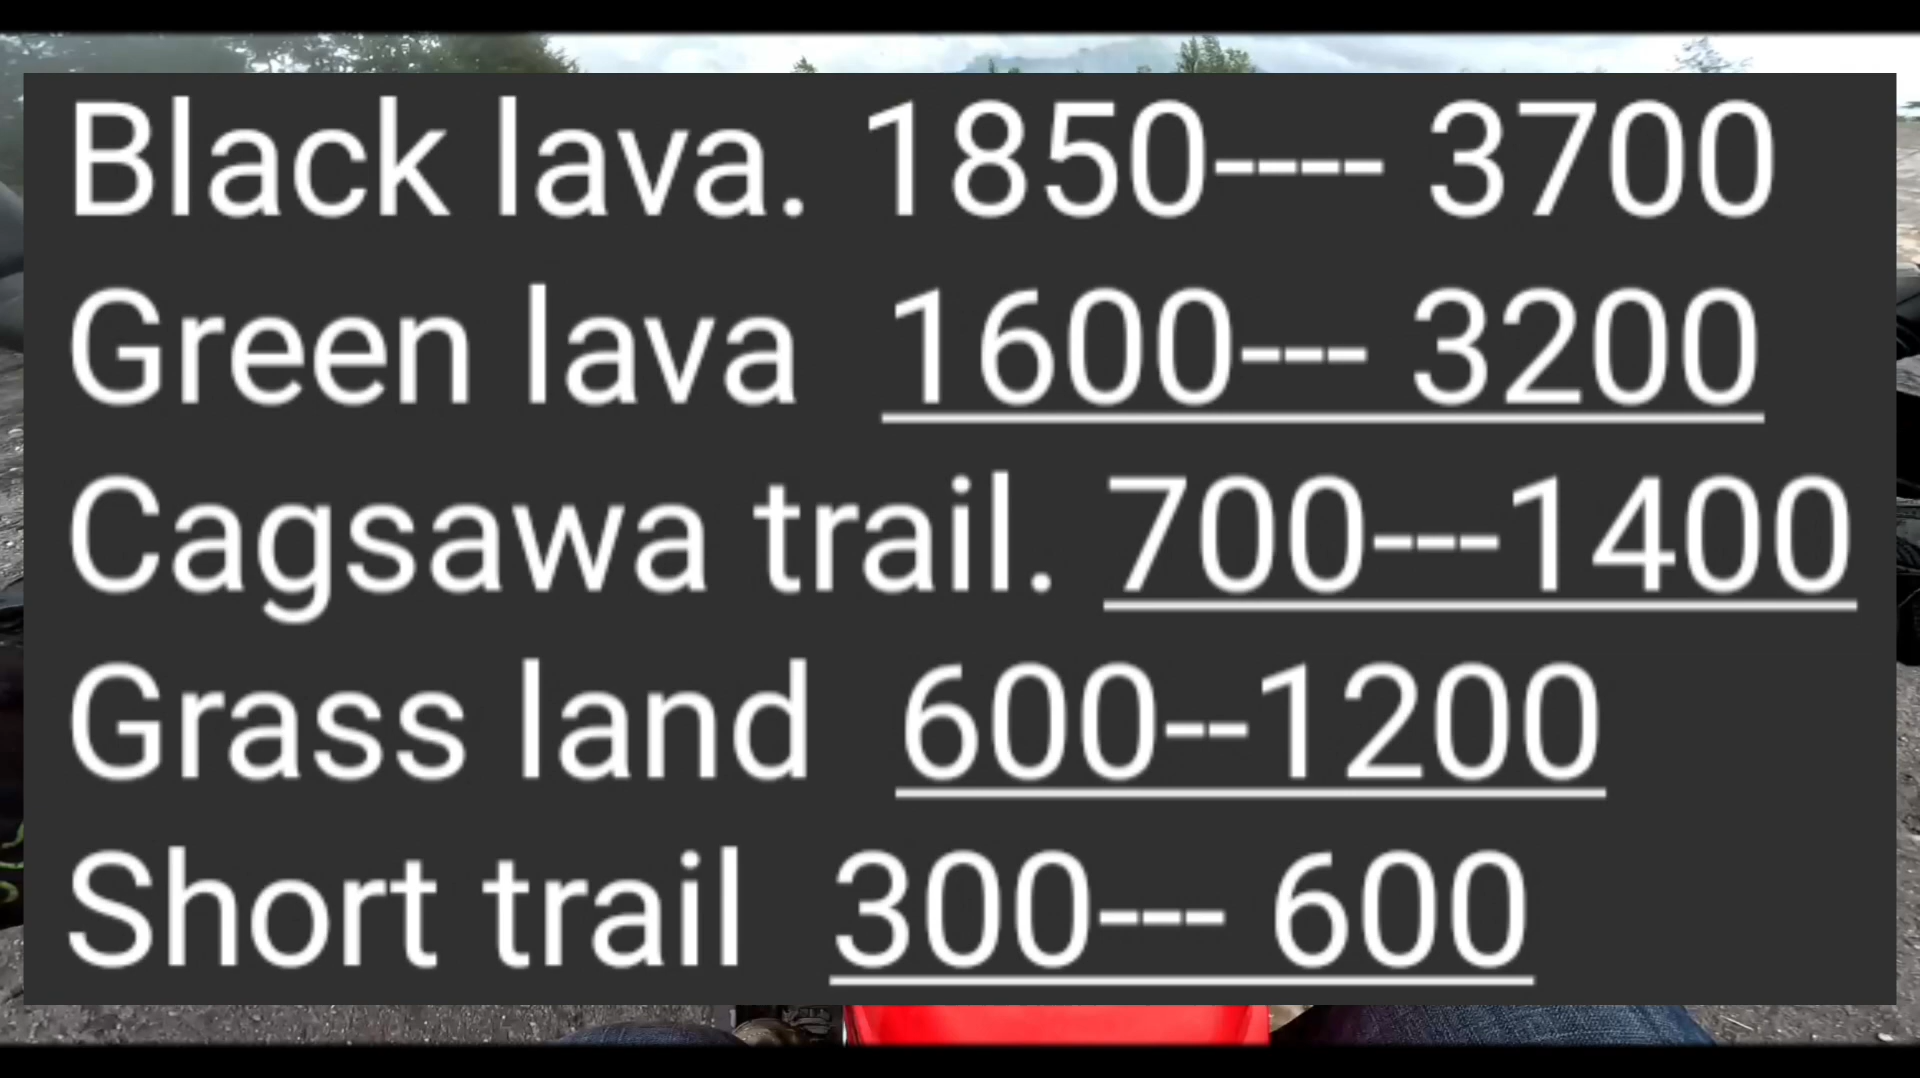 Black lava. 1850---- 3700
Green lava 1600--- 3200
Cagsawa trail. 700---1400
Grass land 600--1200
Short trail 300--- 600